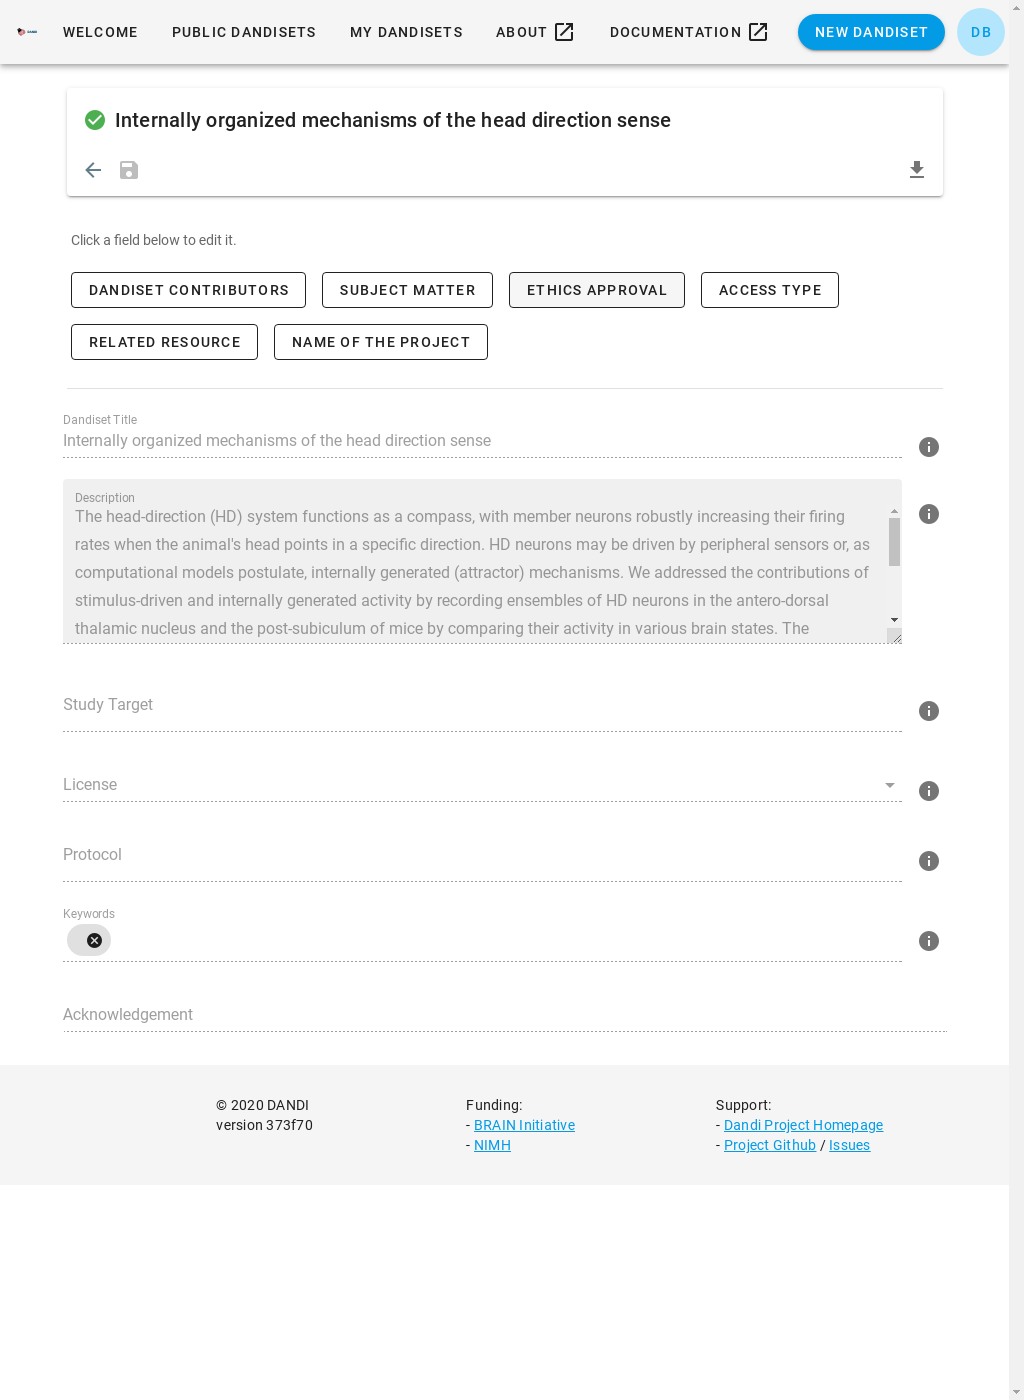 DANDI
WELCOME
PUBLIC DANDISETS
MY DANDISETS
ABOUT
DOCUMENTATION
NEW DANDISET
DB
Internally organized mechanisms of the head direction sense
Click a field below to edit it.
DANDISET CONTRIBUTORS
SUBJECT MATTER
ETHICS APPROVAL
ACCESS TYPE
RELATED RESOURCE
NAME OF THE PROJECT
Dandiset Title
Internally organized mechanisms of the head direction sense
Description
The head-direction (HD) system functions as a compass, with member neurons robustly increasing their firing
rates when the animal's head points in a specific direction. HD neurons may be driven by peripheral sensors or, as
computational models postulate, internally generated (attractor) mechanisms. We addressed the contributions of
stimulus-driven and internally generated activity by recording ensembles of HD neurons in the antero-dorsal
thalamic nucleus and the post-subiculum of mice by comparing their activity in various brain states. The
Study Target
License
Protocol
Keywords
Acknowledgement
© 2020 DANDI
version 373f70
Funding:
- BRAIN Initiative
- NIMH
Support:
- Dandi Project Homepage
- Project Github / Issues